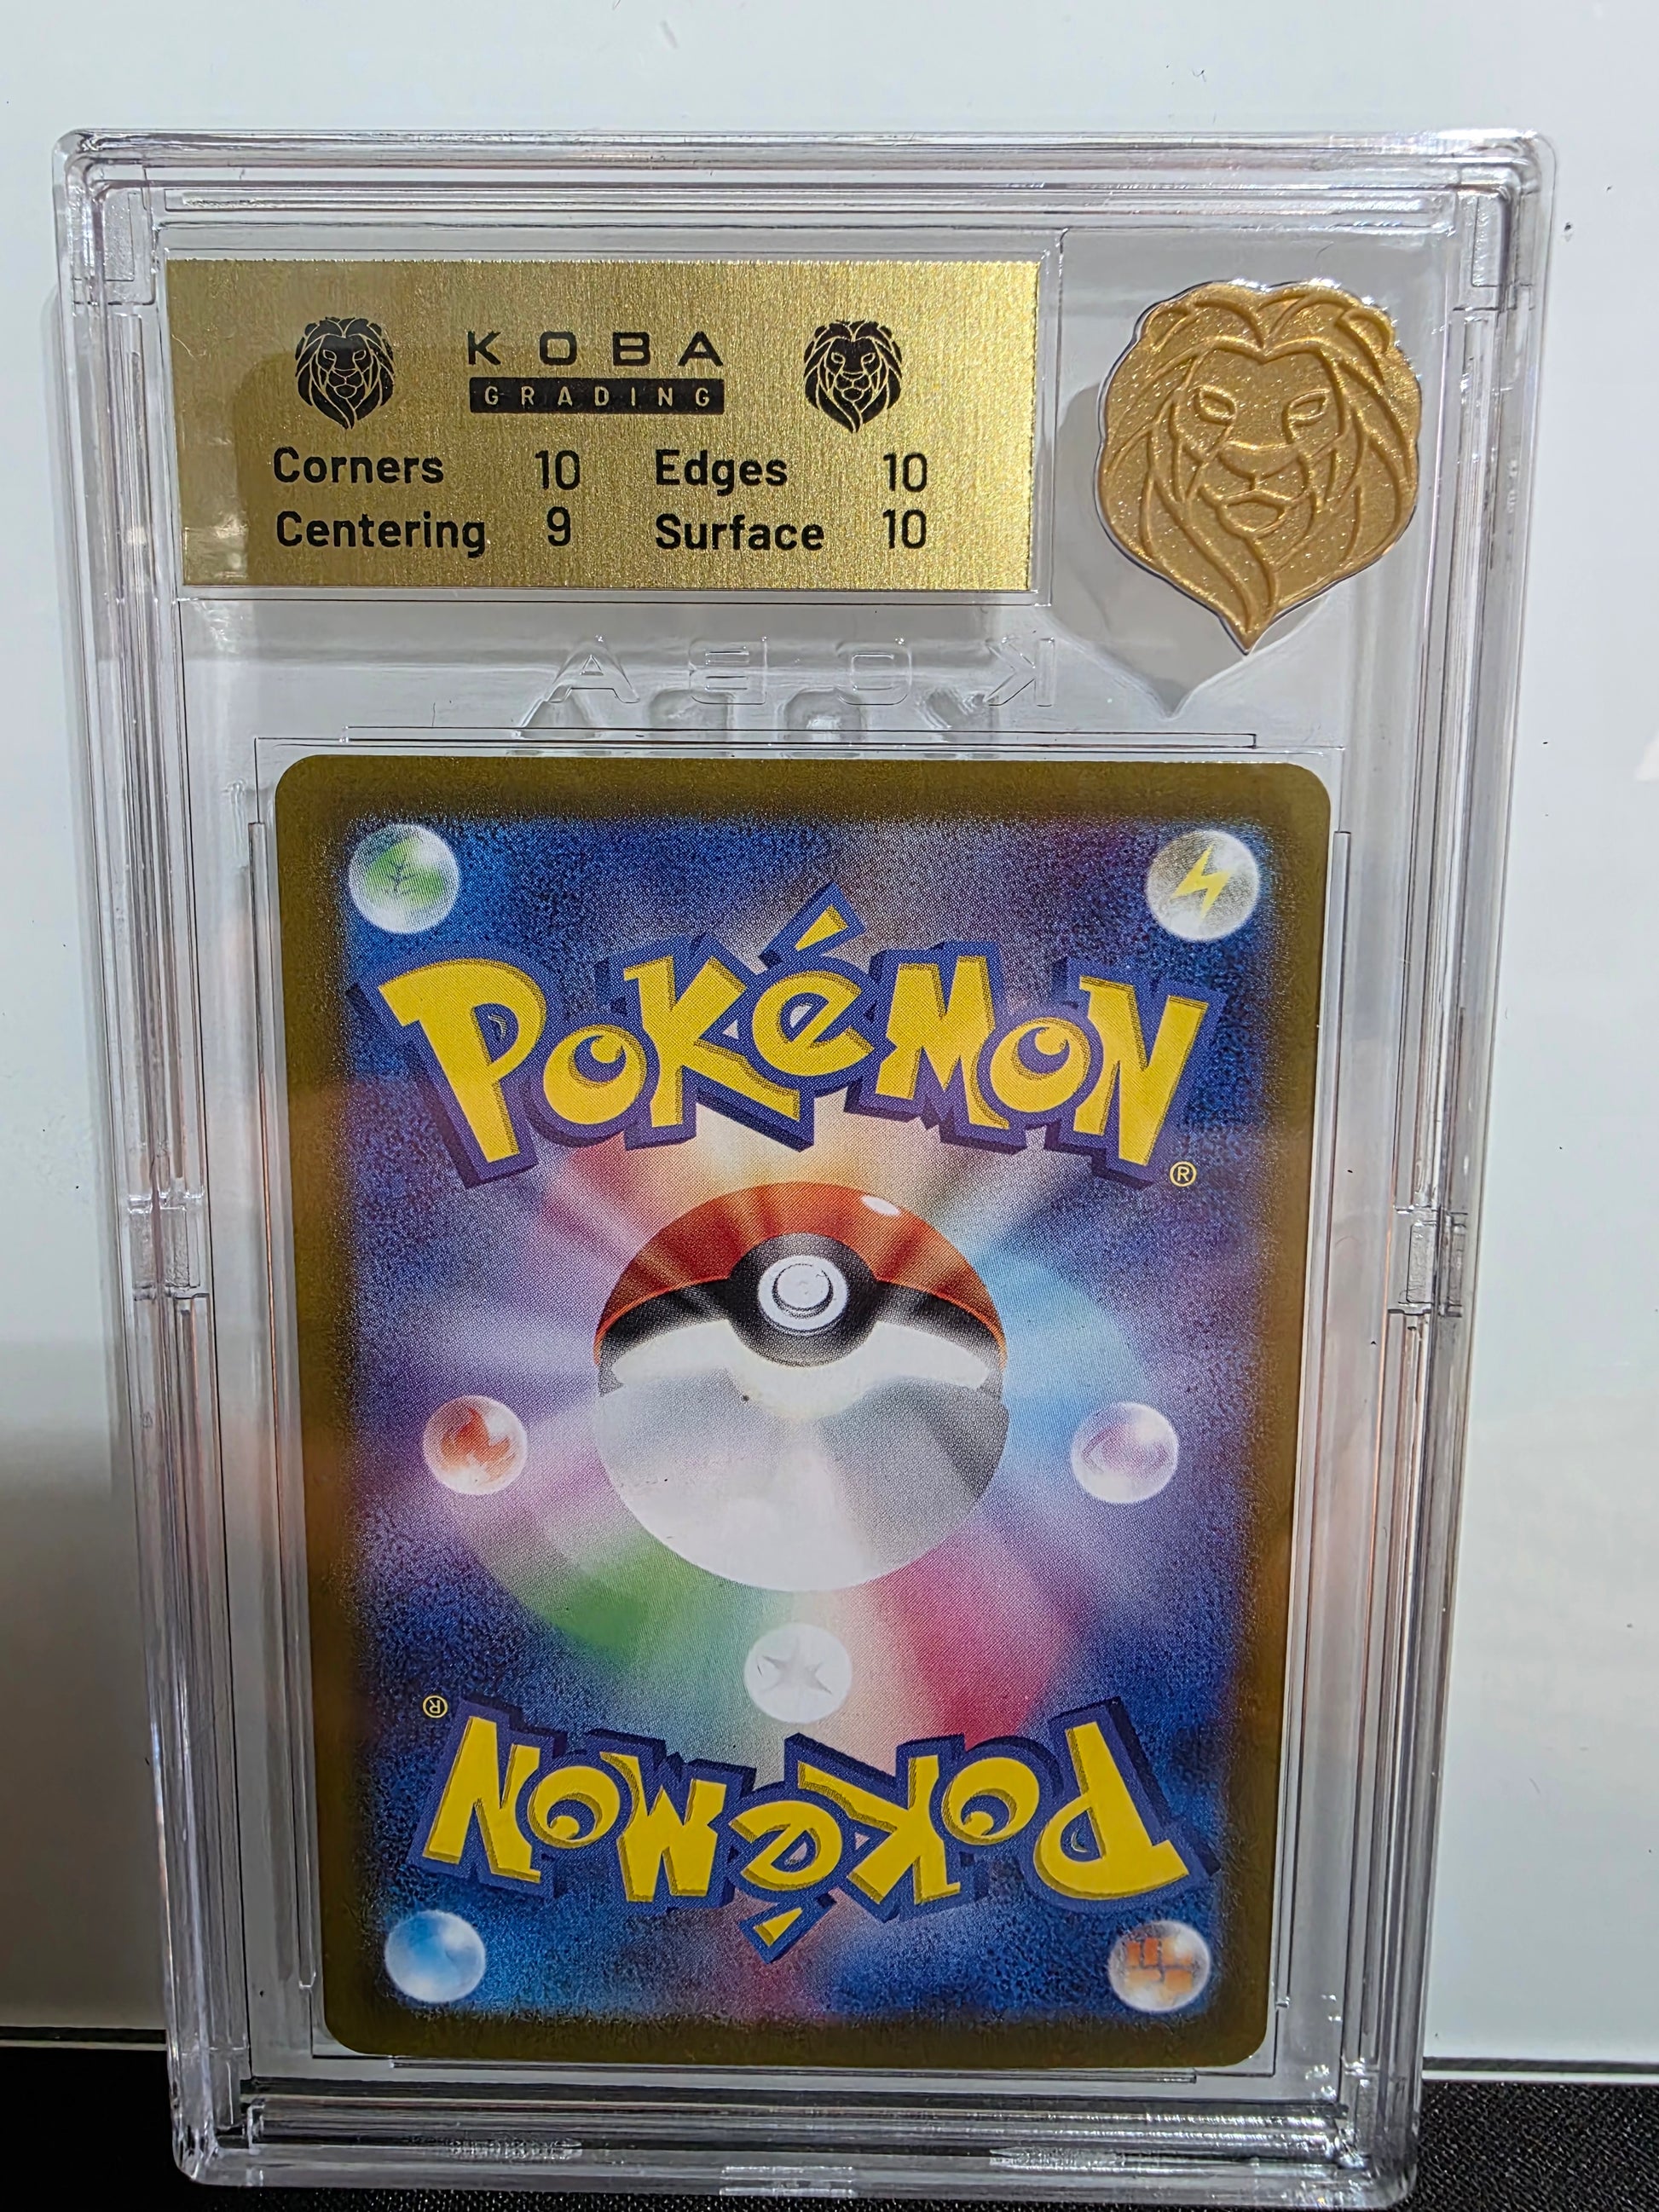 KOBA
GRADING
Corners 10 Edges 10
Centering 9 Surface 10
KOBA
POKéMON
®
®
POKéMON